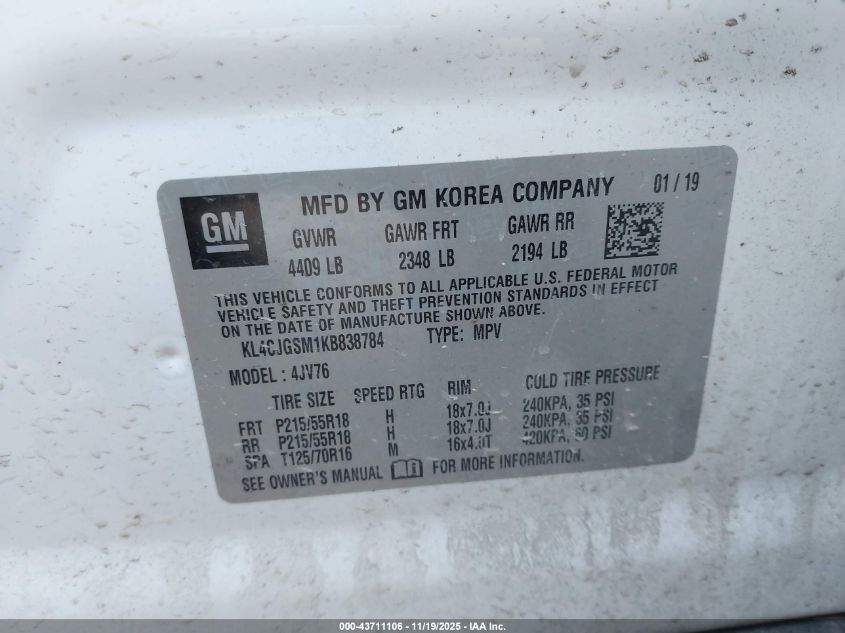 GM
MFD BY GM KOREA COMPANY 01 / 19
GVWR GAWR FRT GAWR RR
4409 LB 2348 LB 2194 LB
THIS VEHICLE CONFORMS TO ALL APPLICABLE U.S. FEDERAL MOTOR
VEHICLE SAFETY AND THEFT PREVENTION STANDARDS IN EFFECT
ON THE DATE OF MANUFACTURE SHOWN ABOVE.
KL4CJGSM1KB838784 TYPE: MPV
MODEL : 4JV76
TIRE SIZE SPEED RTG RIM COLD TIRE PRESSURE
FRT P215/55R18 H 18x7.0J 240KPA, 35 PSI
RR P215/55R18 H 18x7.0J 240KPA, 35 PSI
SPA T125/70R16 M 16x4.0T 420KPA, 60 PSI
SEE OWNER'S MANUAL FOR MORE INFORMATION.
000-43711106 - 11/19/2025 - IAA Inc.